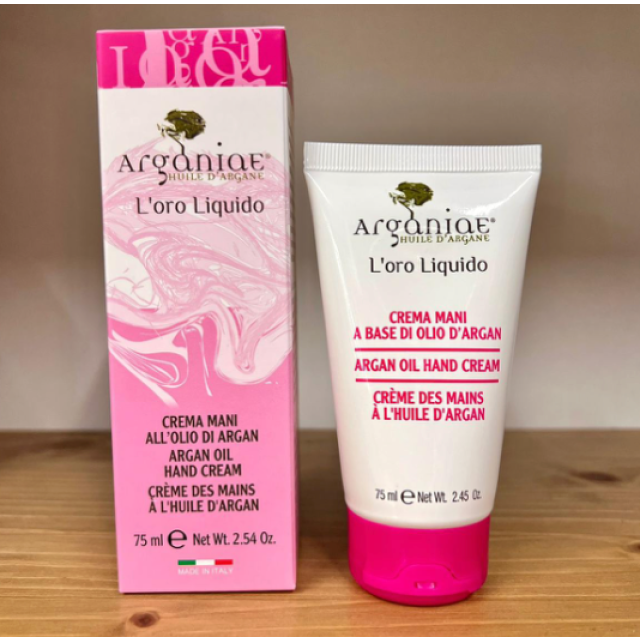 Arganiae®
HUILE D'ARGANE
L'oro Liquido
CREMA MANI
ALL'OLIO DI ARGAN
ARGAN OIL
HAND CREAM
CRÈME DES MAINS
À L'HUILE D'ARGAN
75 ml e Net Wt. 2.54 Oz.
MADE IN ITALY
Arganiae®
HUILE D'ARGANE
L'oro Liquido
CREMA MANI
A BASE DI OLIO D'ARGAN
ARGAN OIL HAND CREAM
CRÈME DES MAINS
À L'HUILE D'ARGAN
75 ml e Net Wt. 2.45 Oz.